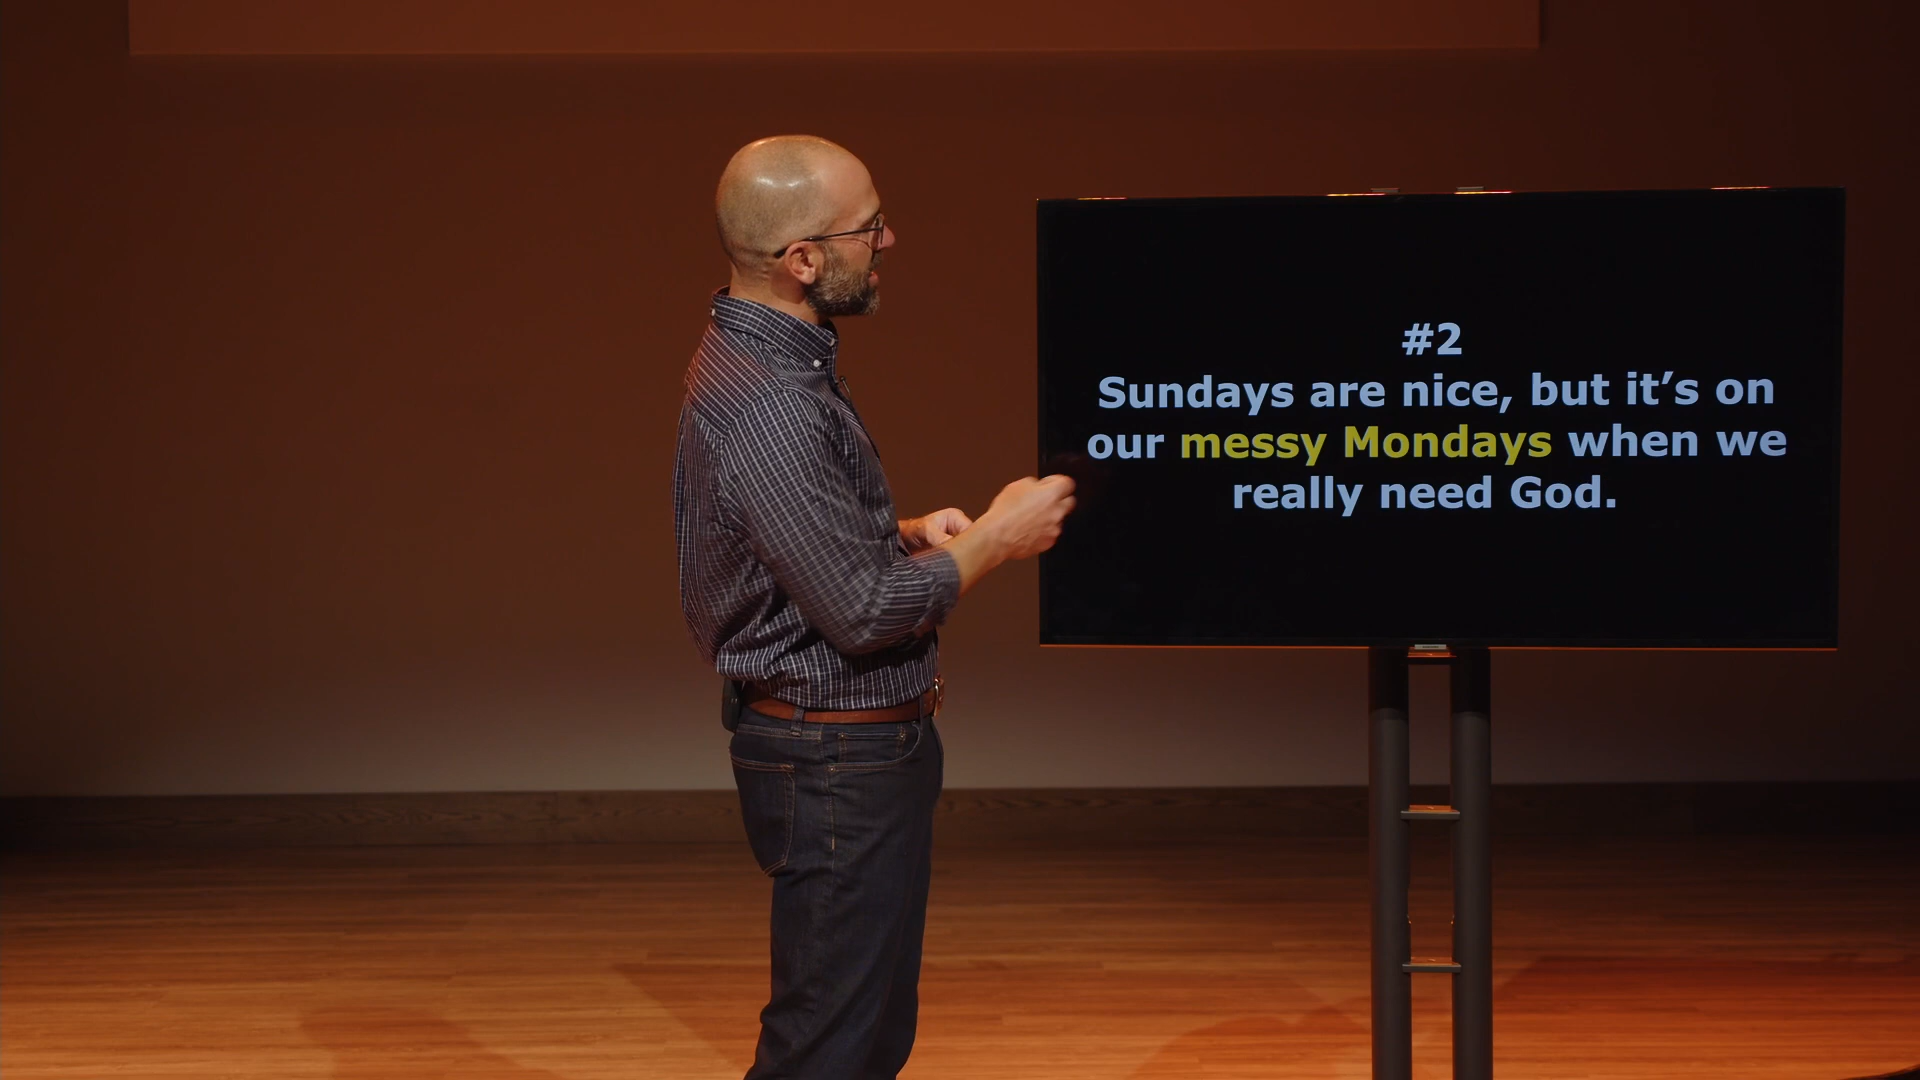 #2
Sundays are nice, but it’s on
our messy Mondays when we
really need God.